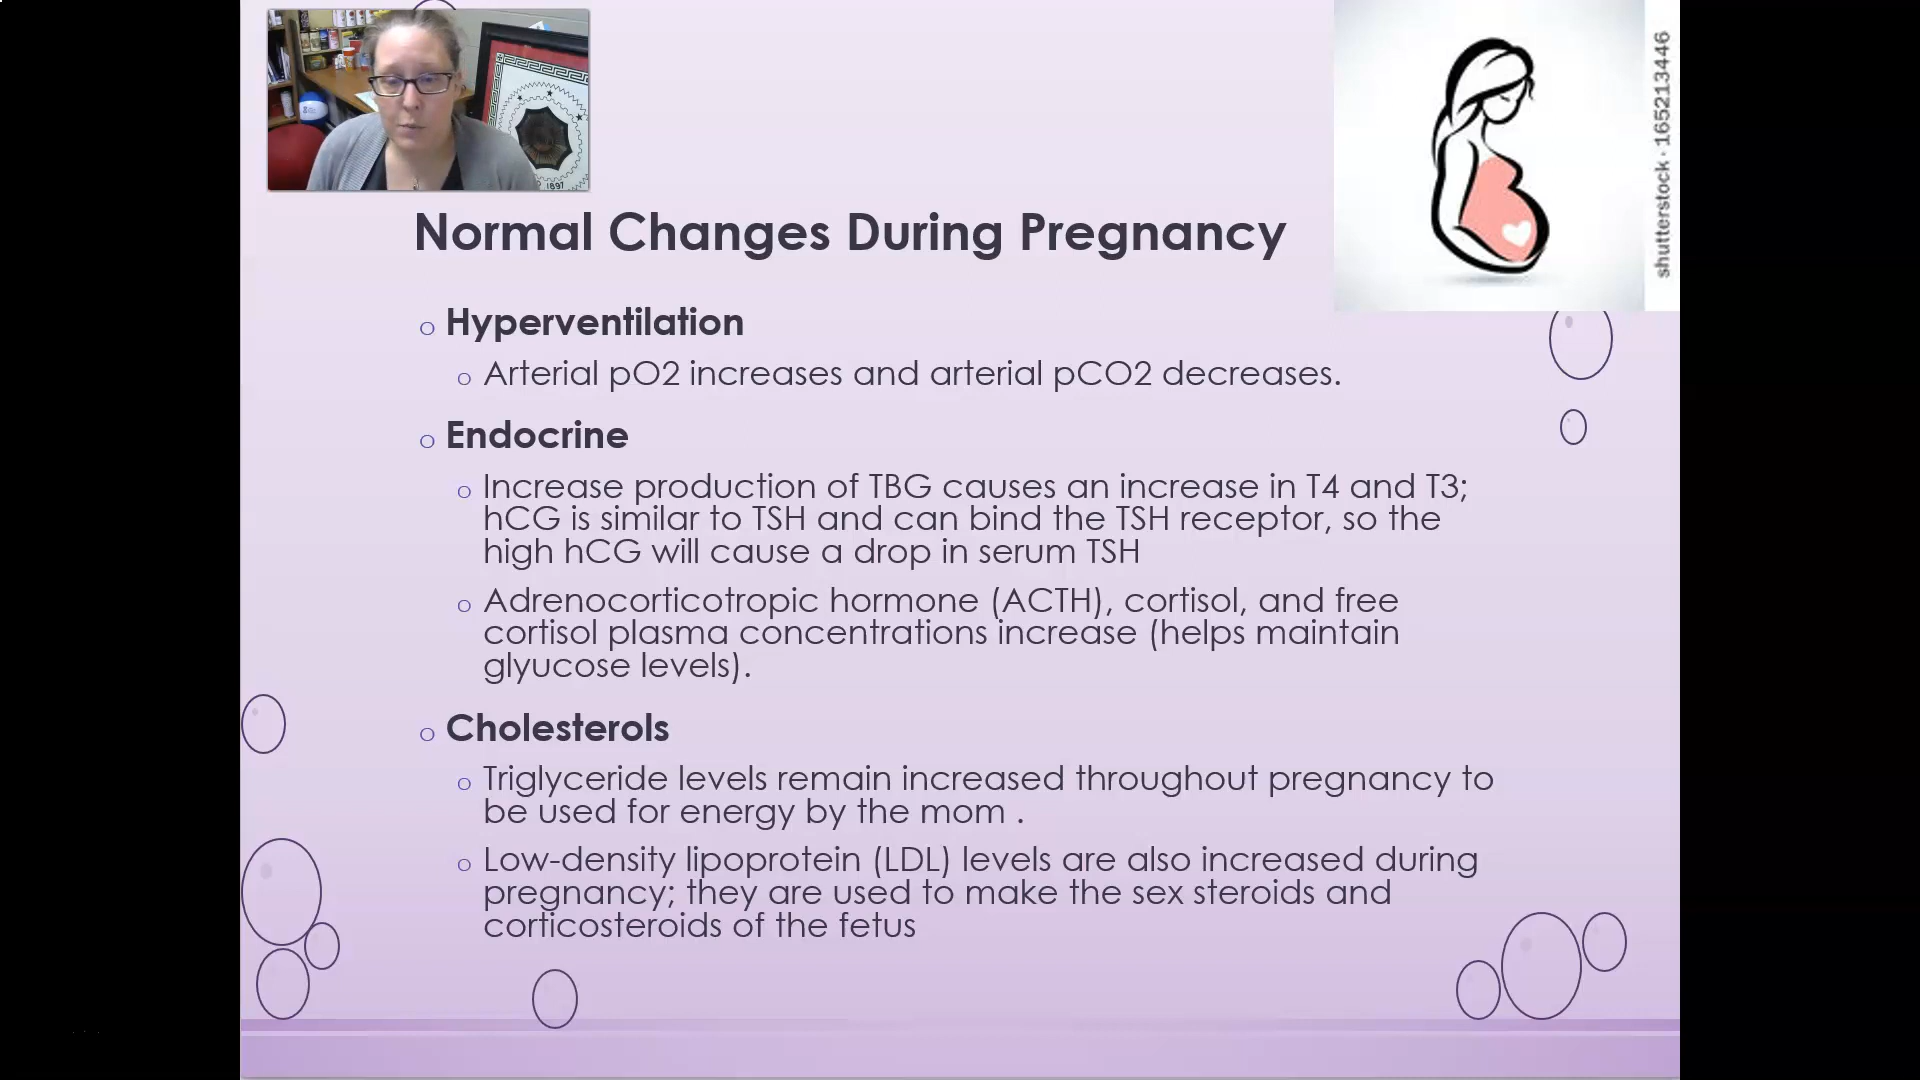 1897
shutterstock · 165213446
Normal Changes During Pregnancy
o Hyperventilation
o Arterial pO2 increases and arterial pCO2 decreases.
o Endocrine
o Increase production of TBG causes an increase in T4 and T3;
hCG is similar to TSH and can bind the TSH receptor, so the
high hCG will cause a drop in serum TSH
o Adrenocorticotropic hormone (ACTH), cortisol, and free
cortisol plasma concentrations increase (helps maintain
glyucose levels).
o Cholesterols
o Triglyceride levels remain increased throughout pregnancy to
be used for energy by the mom .
o Low-density lipoprotein (LDL) levels are also increased during
pregnancy; they are used to make the sex steroids and
corticosteroids of the fetus